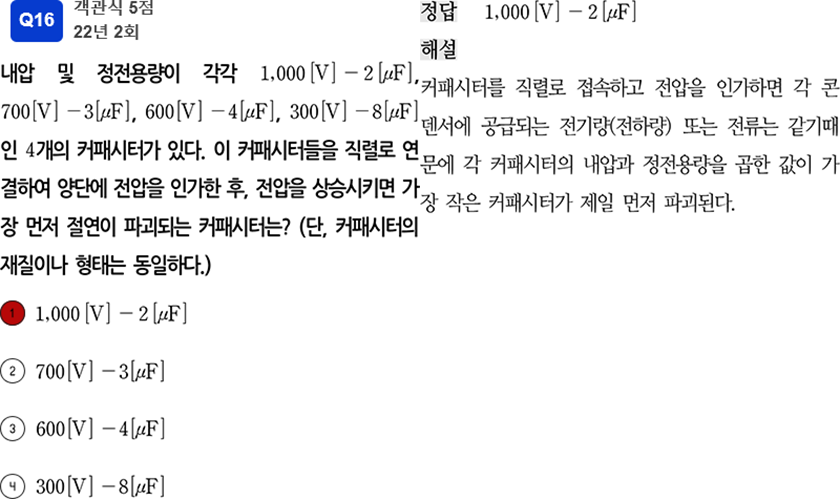 Q16
객관식 5점
22년 2회
내압 및 정전용량이 각각 1,000[V] − 2[μF],
700[V] − 3[μF], 600[V] − 4[μF], 300[V] − 8[μF]
인 4개의 커패시터가 있다. 이 커패시터들을 직렬로 연
결하여 양단에 전압을 인가한 후, 전압을 상승시키면 가
장 먼저 절연이 파괴되는 커패시터는? (단, 커패시터의
재질이나 형태는 동일하다.)
1 1,000[V] − 2[μF]
2 700[V] − 3[μF]
3 600[V] − 4[μF]
4 300[V] − 8[μF]
정답 1,000[V] − 2[μF]
해설
커패시터를 직렬로 접속하고 전압을 인가하면 각 콘
덴서에 공급되는 전기량(전하량) 또는 전류는 같기때
문에 각 커패시터의 내압과 정전용량을 곱한 값이 가
장 작은 커패시터가 제일 먼저 파괴된다.